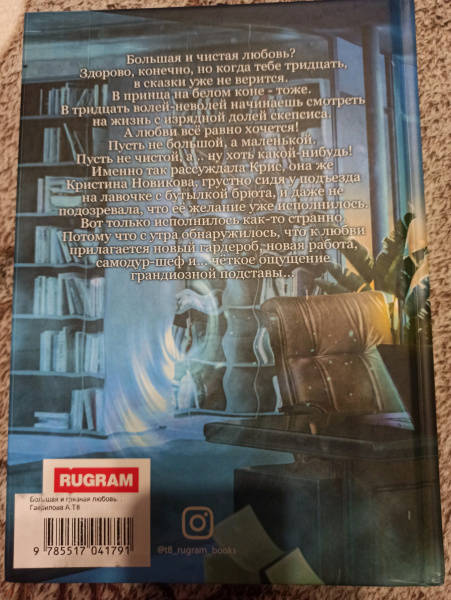 Большая и чистая любовь?
Здорово, конечно, но когда тебе тридцать,
в сказки уже не верится.
В принца на белом коне - тоже.
В тридцать волей-неволей начинаешь смотреть
на жизнь с изрядной долей скепсиса.
А любви всё равно хочется!
Пусть не большой, а маленькой.
Пусть не чистой, а .. ну хоть какой-нибудь!
Именно так рассуждала Крис, она же
Кристина Новикова, грустно сидя у подъезда
на лавочке с бутылкой брюта, и даже не
подозревала, что её желание уже исполнилось.
Вот только исполнилось как-то странно.
Потому что с утра обнаружилось, что к любви
прилагается новый гардероб, новая работа,
самодур-шеф и... чёткое ощущение
грандиозной подставы...
RUGRAM
Большая и грязная любовь.
Гаврилова А.Т8
9 785517 041791
@t8_rugram_books